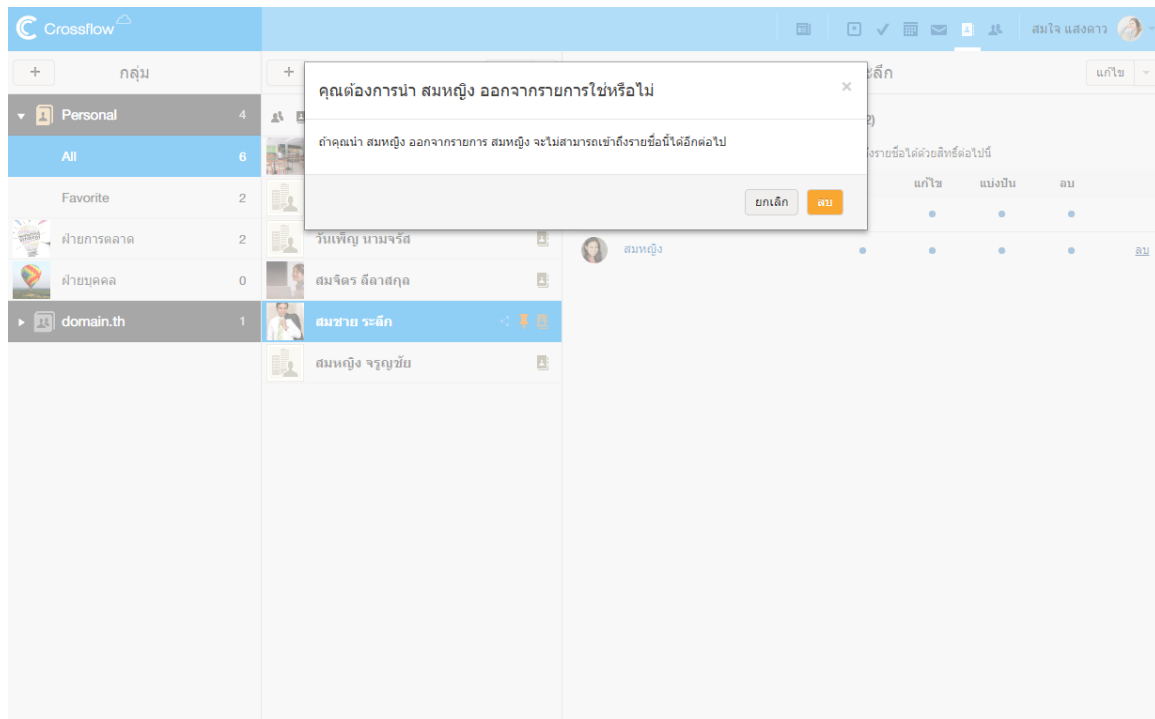 Crossflow
สมใจ แสงดาว
กลุ่ม
ะลึก
แก้ไข
คุณต้องการนำ สมหญิง ออกจากรายการใช่หรือไม่
ถ้าคุณนำ สมหญิง ออกจากรายการ สมหญิง จะไม่สามารถเข้าถึงรายชื่อนี้ได้อีกต่อไป
ยกเลิก ลบ
Personal 4
All 6
Favorite 2
ฝ่ายการตลาด 2
ฝ่ายบุคคล 0
domain.th 1
วันเพ็ญ นามจรัส
สมจิตร ลีลาสกุล
สมชาย ระลึก
สมหญิง จรูญชัย
2)
ึงรายชื่อได้ด้วยสิทธิ์ต่อไปนี้
แก้ไข แบ่งปัน ลบ
สมหญิง ลบ